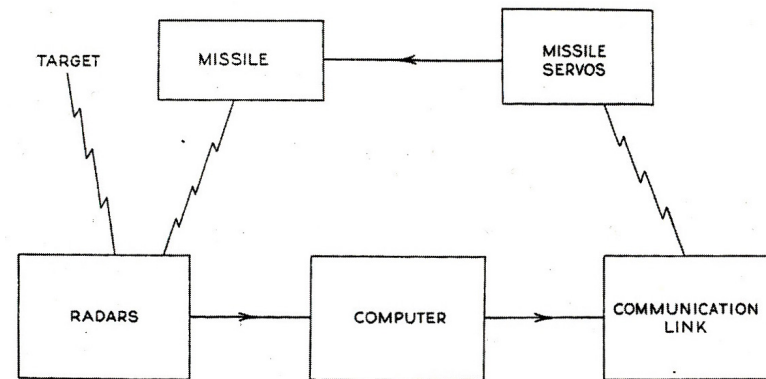 TARGET
MISSILE
MISSILE
SERVOS
RADARS
COMPUTER
COMMUNICATION
LINK